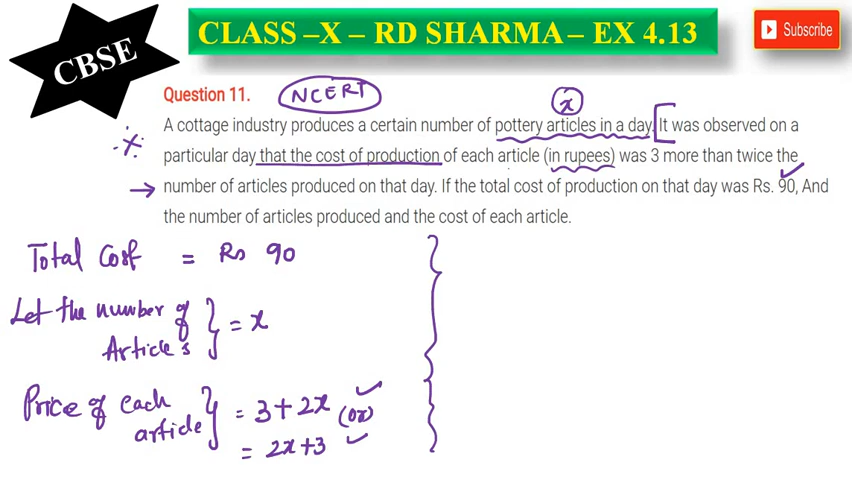 CBSE
CLASS –X – RD SHARMA – EX 4.13
Subscribe
Question 11.
NCERT
x
A cottage industry produces a certain number of pottery articles in a day. It was observed on a
particular day that the cost of production of each article (in rupees) was 3 more than twice the
number of articles produced on that day. If the total cost of production on that day was Rs. 90, And
the number of articles produced and the cost of each article.
Total Cost = Rs 90
Let the number of
Articles } = x
Price of each
article } = 3+2x (or)
= 2x+3